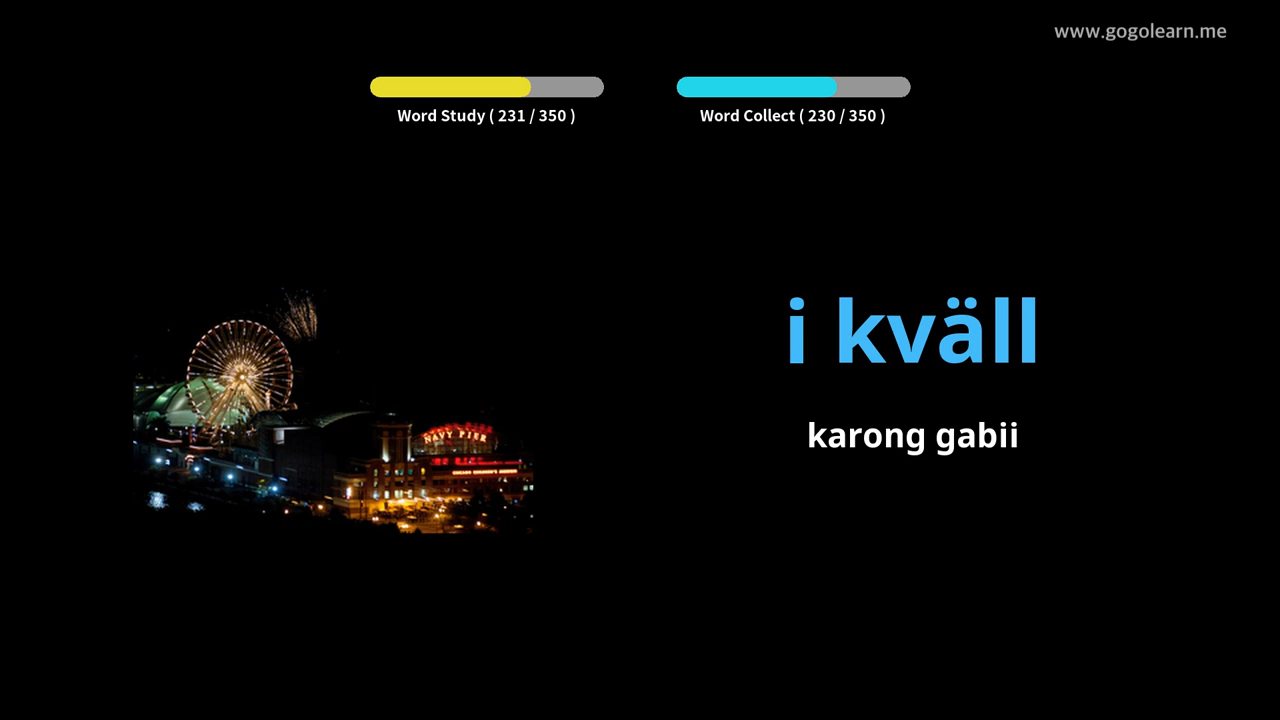 www.gogolearn.me
Word Study ( 231 / 350 )
Word Collect ( 230 / 350 )
i kväll
karong gabii
NAVY PIER